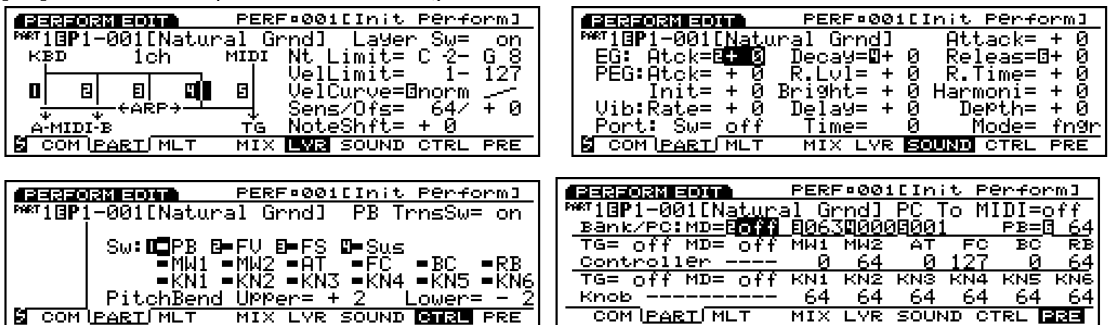 PERFORM EDIT PERF:001[Init Perform]
PART 1 P1-001[Natural Grnd] Layer Sw= on
KBD 1ch MIDI Nt Limit= C -2- G 8
VelLimit= 1- 127
1 2 3 4 5 VelCurve= norm
←ARP→ Sens/Ofs= 64/ + 0
A-MIDI-B TG NoteShft= + 0
COM PART MLT MIX LYR SOUND CTRL PRE
PERFORM EDIT PERF:001[Init Perform]
PART 1 P1-001[Natural Grnd] Attack= + 0
EG: Atck= + 0 Decay= + 0 Releas= + 0
PEG: Atck= + 0 R.Lvl= + 0 R.Time= + 0
Init= + 0 Bright= + 0 Harmoni= + 0
Vib:Rate= + 0 Delay= + 0 Depth= + 0
Port: Sw= off Time= 0 Mode= fngr
COM PART MLT MIX LYR SOUND CTRL PRE
PERFORM EDIT PERF:001[Init Perform]
PART 1 P1-001[Natural Grnd] PB TrnsSw= on
Sw: PB FV FS Sus
MW1 MW2 AT FC BC RB
KN1 KN2 KN3 KN4 KN5 KN6
PitchBend Upper= + 2 Lower= - 2
COM PART MLT MIX LYR SOUND CTRL PRE
PERFORM EDIT PERF:001[Init Perform]
PART 1 P1-001[Natural Grnd] PC To MIDI=off
Bank/PC:MD= off 063 000 001 PB= 64
TG= off MD= off MW1 MW2 AT FC BC RB
Controller ---- 0 64 0 127 0 64
TG= off MD= off KN1 KN2 KN3 KN4 KN5 KN6
Knob ---------- 64 64 64 64 64 64
COM PART MLT MIX LYR SOUND CTRL PRE